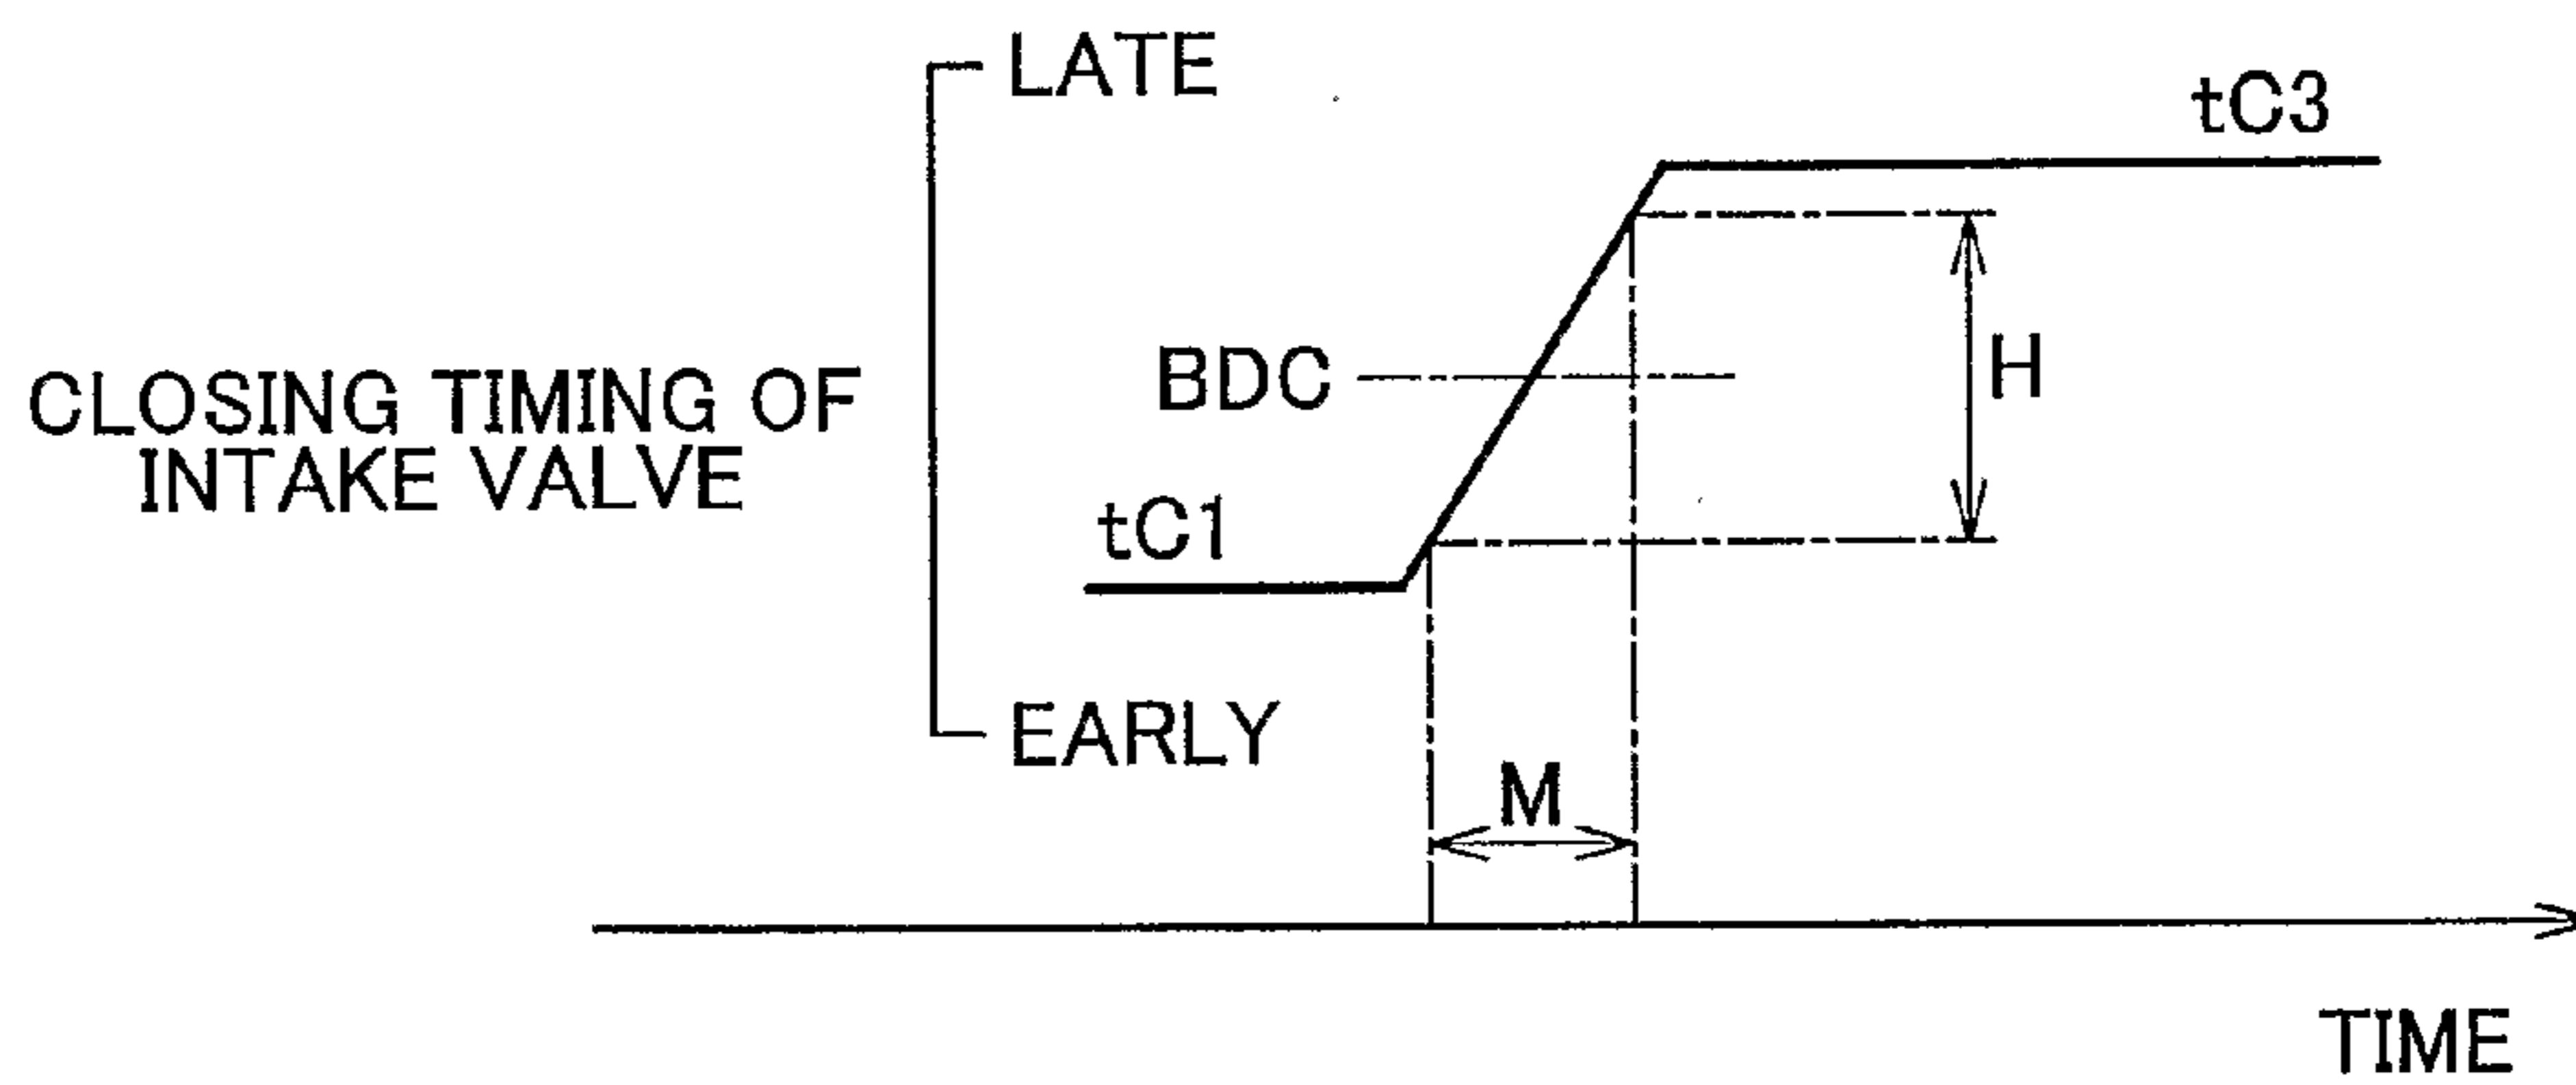 LATE
tC3
BDC
H
CLOSING TIMING OF
INTAKE VALVE
tC1
EARLY
M
TIME